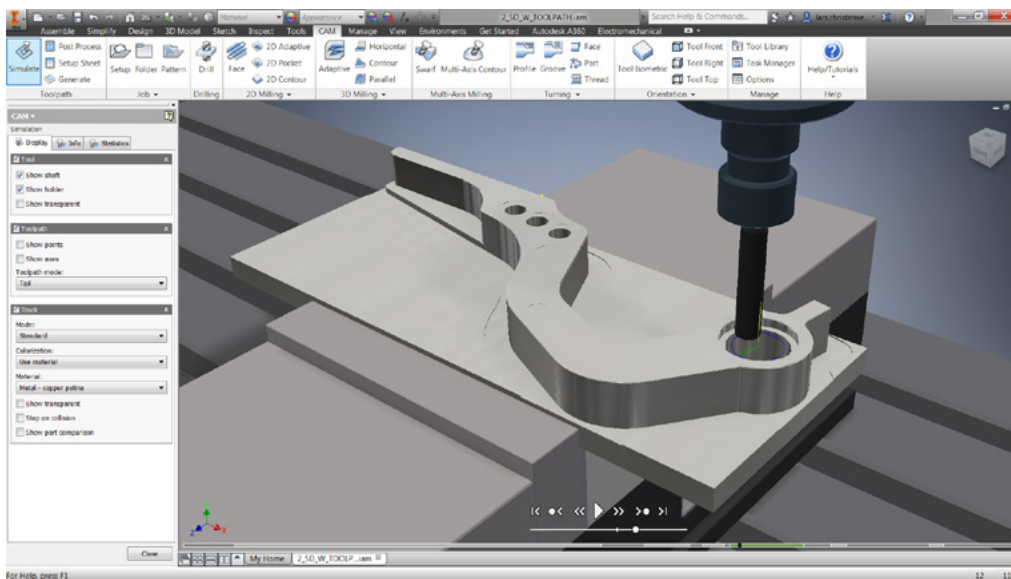 Material
Appearance
2_5D_W_TOOLPATH.iam
Search Help & Commands...
lars.christense...
Assemble Simplify Design 3D Model Sketch Inspect Tools CAM Manage View Environments Get Started Autodesk A360 Electromechanical
Simulate
Post Process
Setup Sheet
Generate
Setup Folder Pattern
Drill
Face
2D Adaptive
2D Pocket
2D Contour
Adaptive
Horizontal
Contour
Parallel
Swarf Multi-Axis Contour
Profile Groove
Face
Part
Thread
Tool Isometric
Tool Front
Tool Right
Tool Top
Tool Library
Task Manager
Options
Help/Tutorials
Toolpath Job Drilling 2D Milling 3D Milling Multi-Axis Milling Turning Orientation Manage Help
CAM
Simulation
Display Info Statistics
Tool
Show shaft
Show holder
Show transparent
Toolpath
Show points
Show axes
Toolpath mode:
Tail
Stock
Mode:
Standard
Colorization:
Use material
Material:
Metal - copper patina
Show transparent
Stop on collision
Show part comparison
Close
My Home 2_5D_W_TOOLP...iam
For Help, press F1
12 11